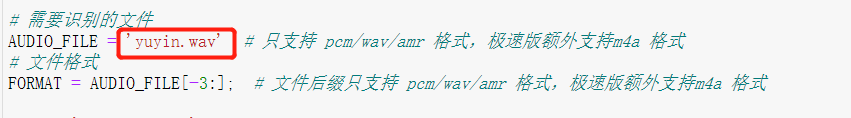 # 需要识别的文件
AUDIO_FILE = 'yuyin.wav' # 只支持 pcm/wav/amr 格式，极速版额外支持m4a 格式
# 文件格式
FORMAT = AUDIO_FILE[-3:]; # 文件后缀只支持 pcm/wav/amr 格式，极速版额外支持m4a 格式